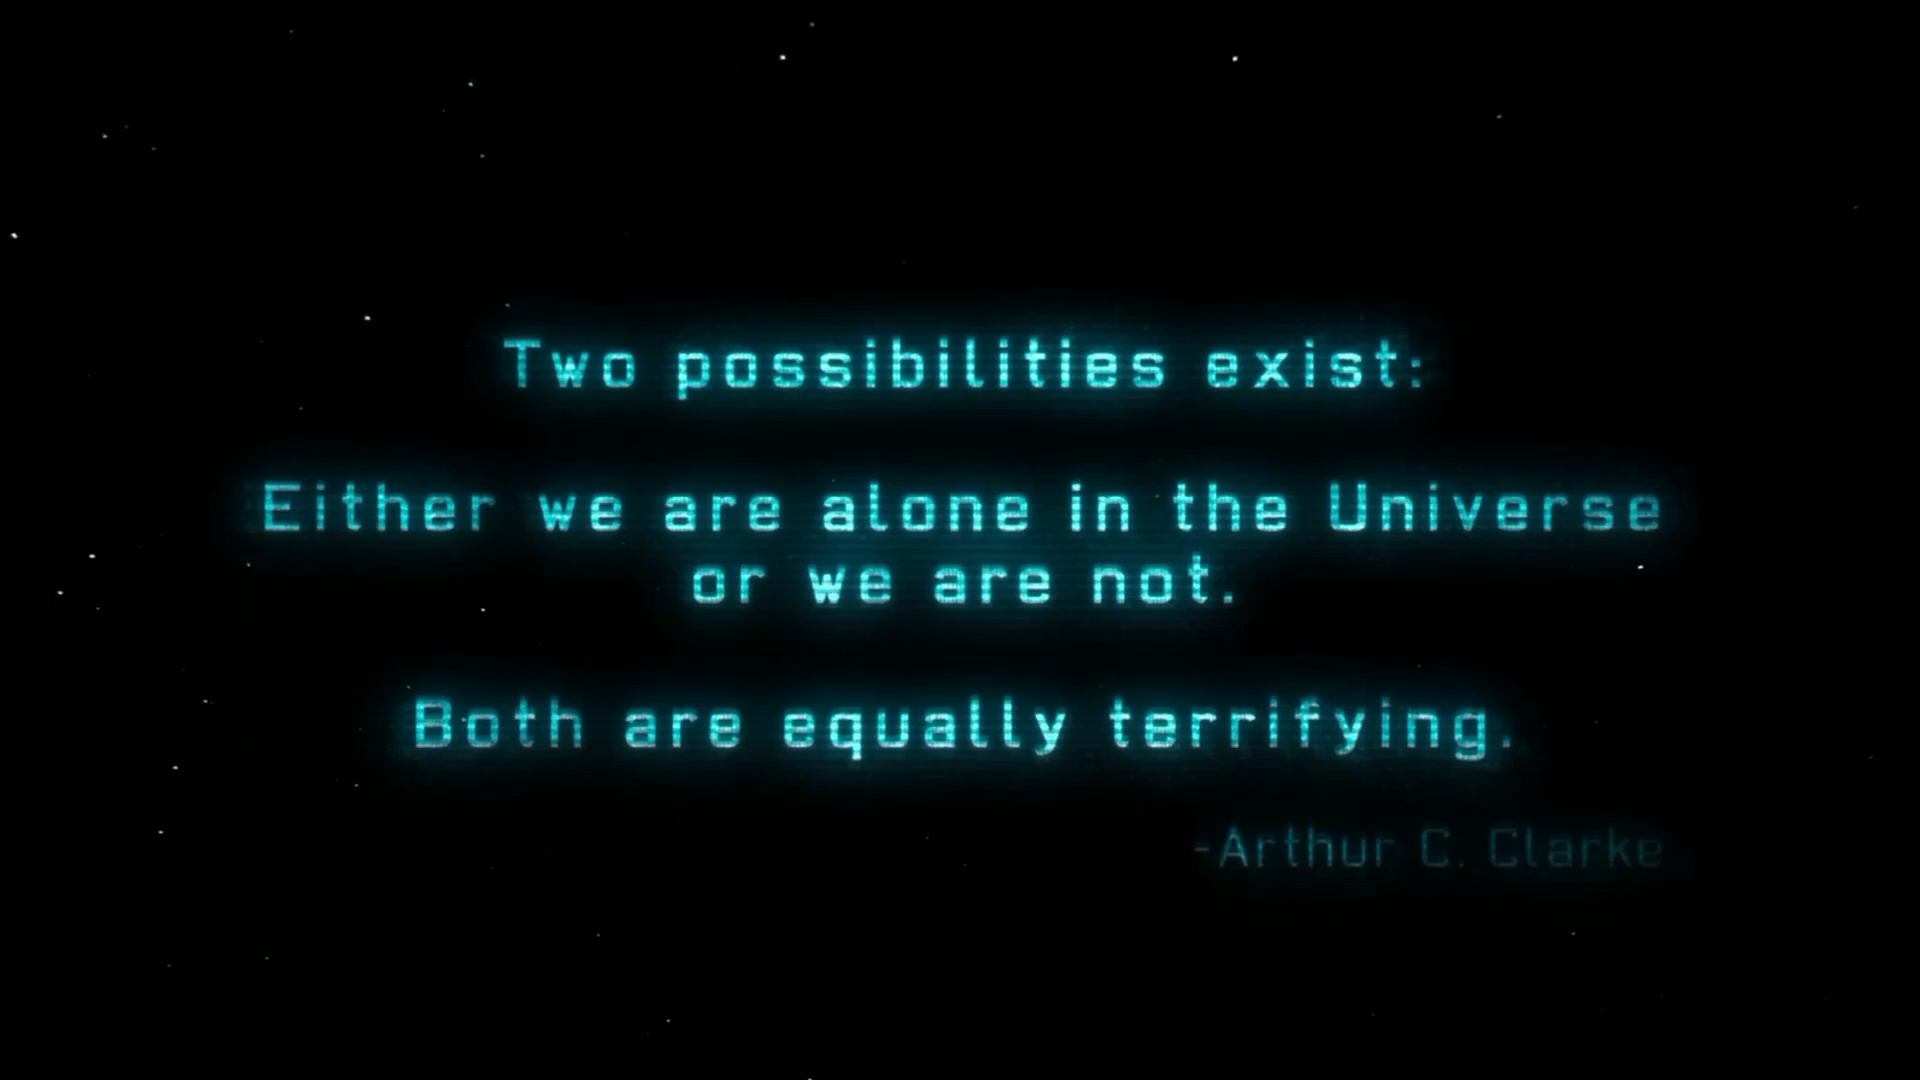 Two possibilities exist:
Either we are alone in the Universe
or we are not.
Both are equally terrifying.
-Arthur C. Clarke